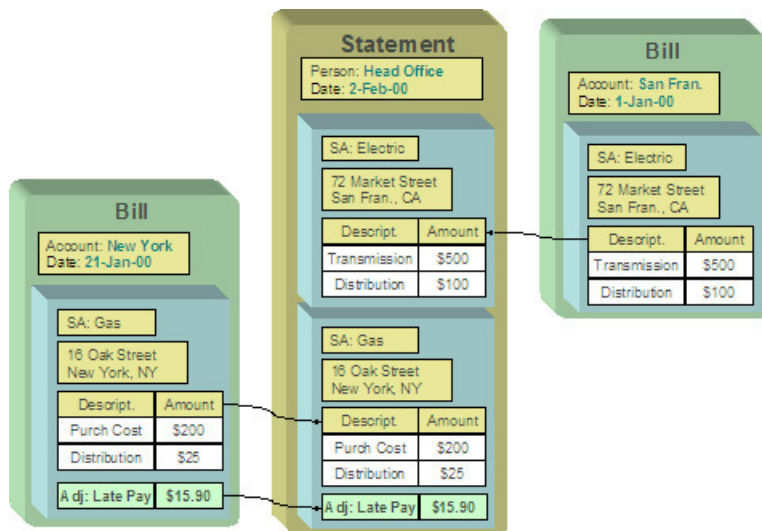 Statement
Person: Head Office
Date: 2-Feb-00
SA: Electric
72 Market Street
San Fran., CA
Descript. Amount
Transmission $500
Distribution $100
SA: Gas
16 Oak Street
New York, NY
Descript. Amount
Purch Cost $200
Distribution $25
Adj: Late Pay $15.90
Bill
Account: San Fran.
Date: 1-Jan-00
SA: Electric
72 Market Street
San Fran., CA
Descript. Amount
Transmission $500
Distribution $100
Bill
Account: New York
Date: 21-Jan-00
SA: Gas
16 Oak Street
New York, NY
Descript. Amount
Purch Cost $200
Distribution $25
Adj: Late Pay $15.90